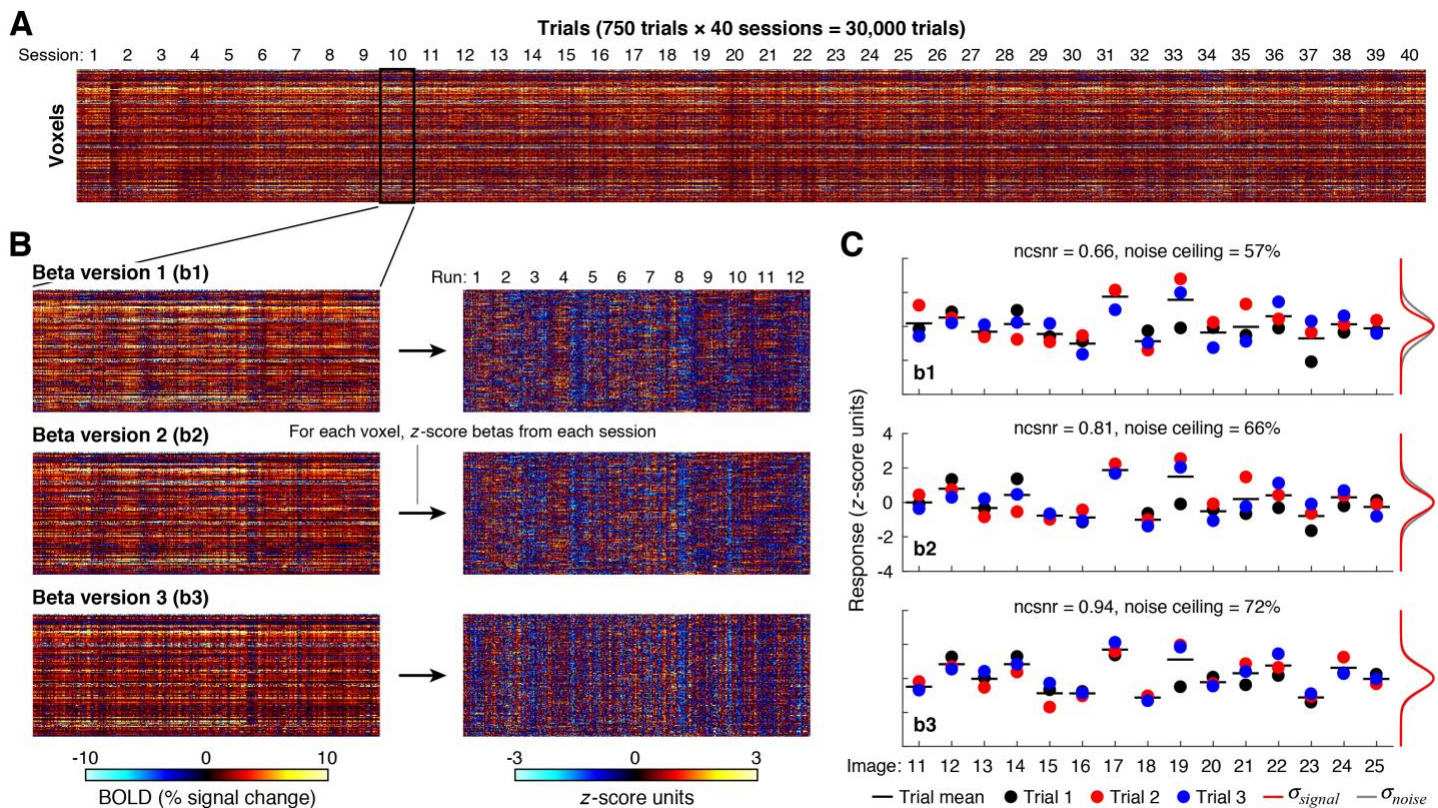 A
Trials (750 trials × 40 sessions = 30,000 trials)
Session: 1 2 3 4 5 6 7 8 9 10 11 12 13 14 15 16 17 18 19 20 21 22 23 24 25 26 27 28 29 30 31 32 33 34 35 36 37 38 39 40
Voxels
B
Beta version 1 (b1)
Run: 1 2 3 4 5 6 7 8 9 10 11 12
Beta version 2 (b2)
For each voxel, z-score betas from each session
Beta version 3 (b3)
-10 0 10
BOLD (% signal change)
-3 0 3
z-score units
C
ncsnr = 0.66, noise ceiling = 57%
b1
Response (z-score units)
ncsnr = 0.81, noise ceiling = 66%
4
2
0
-2
-4
b2
ncsnr = 0.94, noise ceiling = 72%
b3
Image: 11 12 13 14 15 16 17 18 19 20 21 22 23 24 25
Trial mean Trial 1 Trial 2 Trial 3 σsignal σnoise